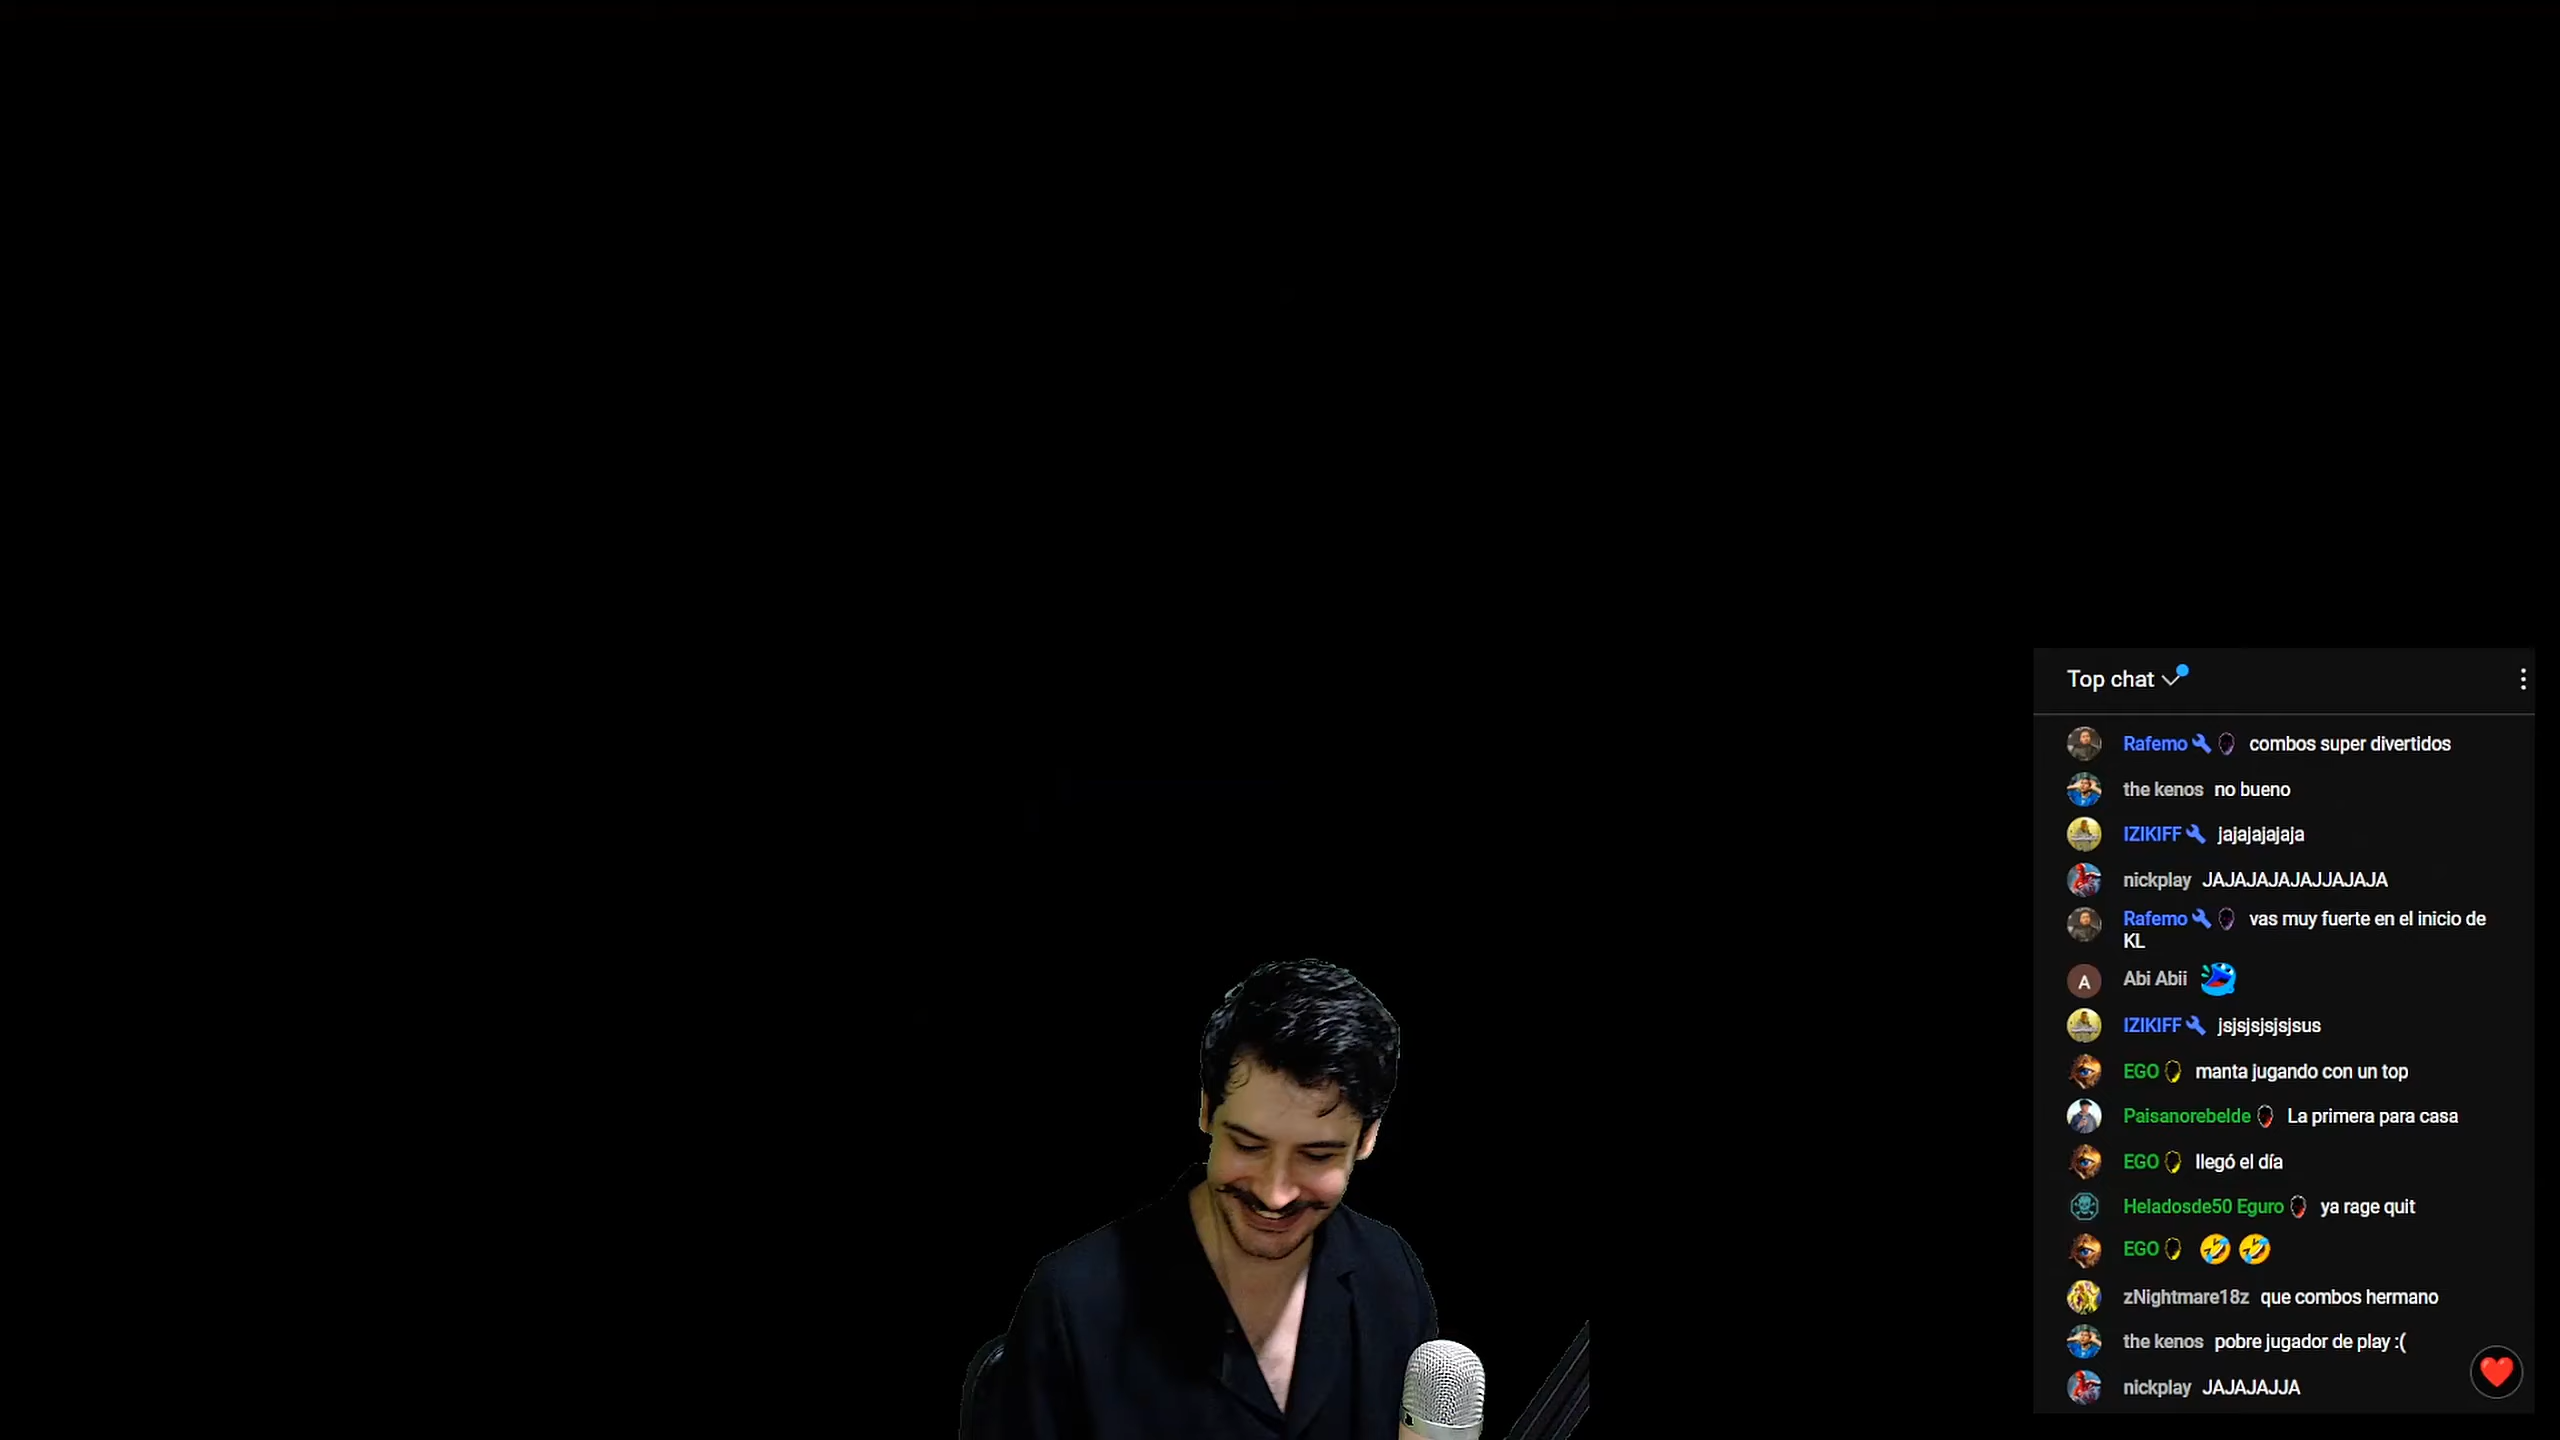 Top chat
Rafemo combos super divertidos
the kenos no bueno
IZIKIFF jajajajajaja
nickplay JAJAJAJAJAJJAJAJA
Rafemo vas muy fuerte en el inicio de
KL
A Abi Abii
IZIKIFF jsjsjsjsjsjsus
EGO manta jugando con un top
Paisanorebelde La primera para casa
EGO llegó el día
Heladosde50 Eguro ya rage quit
EGO
zNightmare18z que combos hermano
the kenos pobre jugador de play :(
nickplay JAJAJAJJA